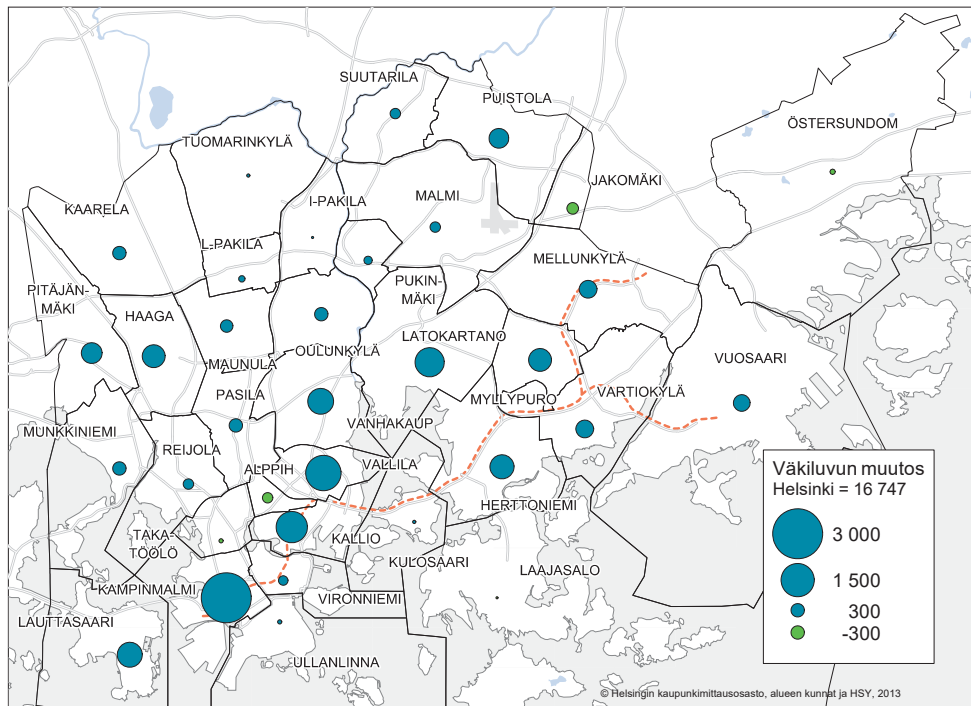 SUUTARILA
PUISTOLA
ÖSTERSUNDOM
TUOMARINKYLÄ
JAKOMÄKI
I-PAKILA
MALMI
KAARELA
L-PAKILA
MELLUNKYLÄ
PUKIN-
MÄKI
PITÄJÄN-
MÄKI
HAAGA
LATOKARTANO
OULUNKYLÄ
VUOSAARI
MAUNULA
PASILA
MYLLYPURO
VARTIOKYLÄ
MUNKKINIEMI
VANHAKAUP
REIJOLA
ALPPIH
VALLILA
HERTTONIEMI
TAKA-
TÖÖLÖ
KALLIO
KULOSAARI
LAAJASALO
KAMPINMALMI
VIRONNIEMI
LAUTTASAARI
ULLANLINNA
Väkiluvun muutos
Helsinki = 16 747
3 000
1 500
300
-300
© Helsingin kaupunkimittausosasto, alueen kunnat ja HSY, 2013